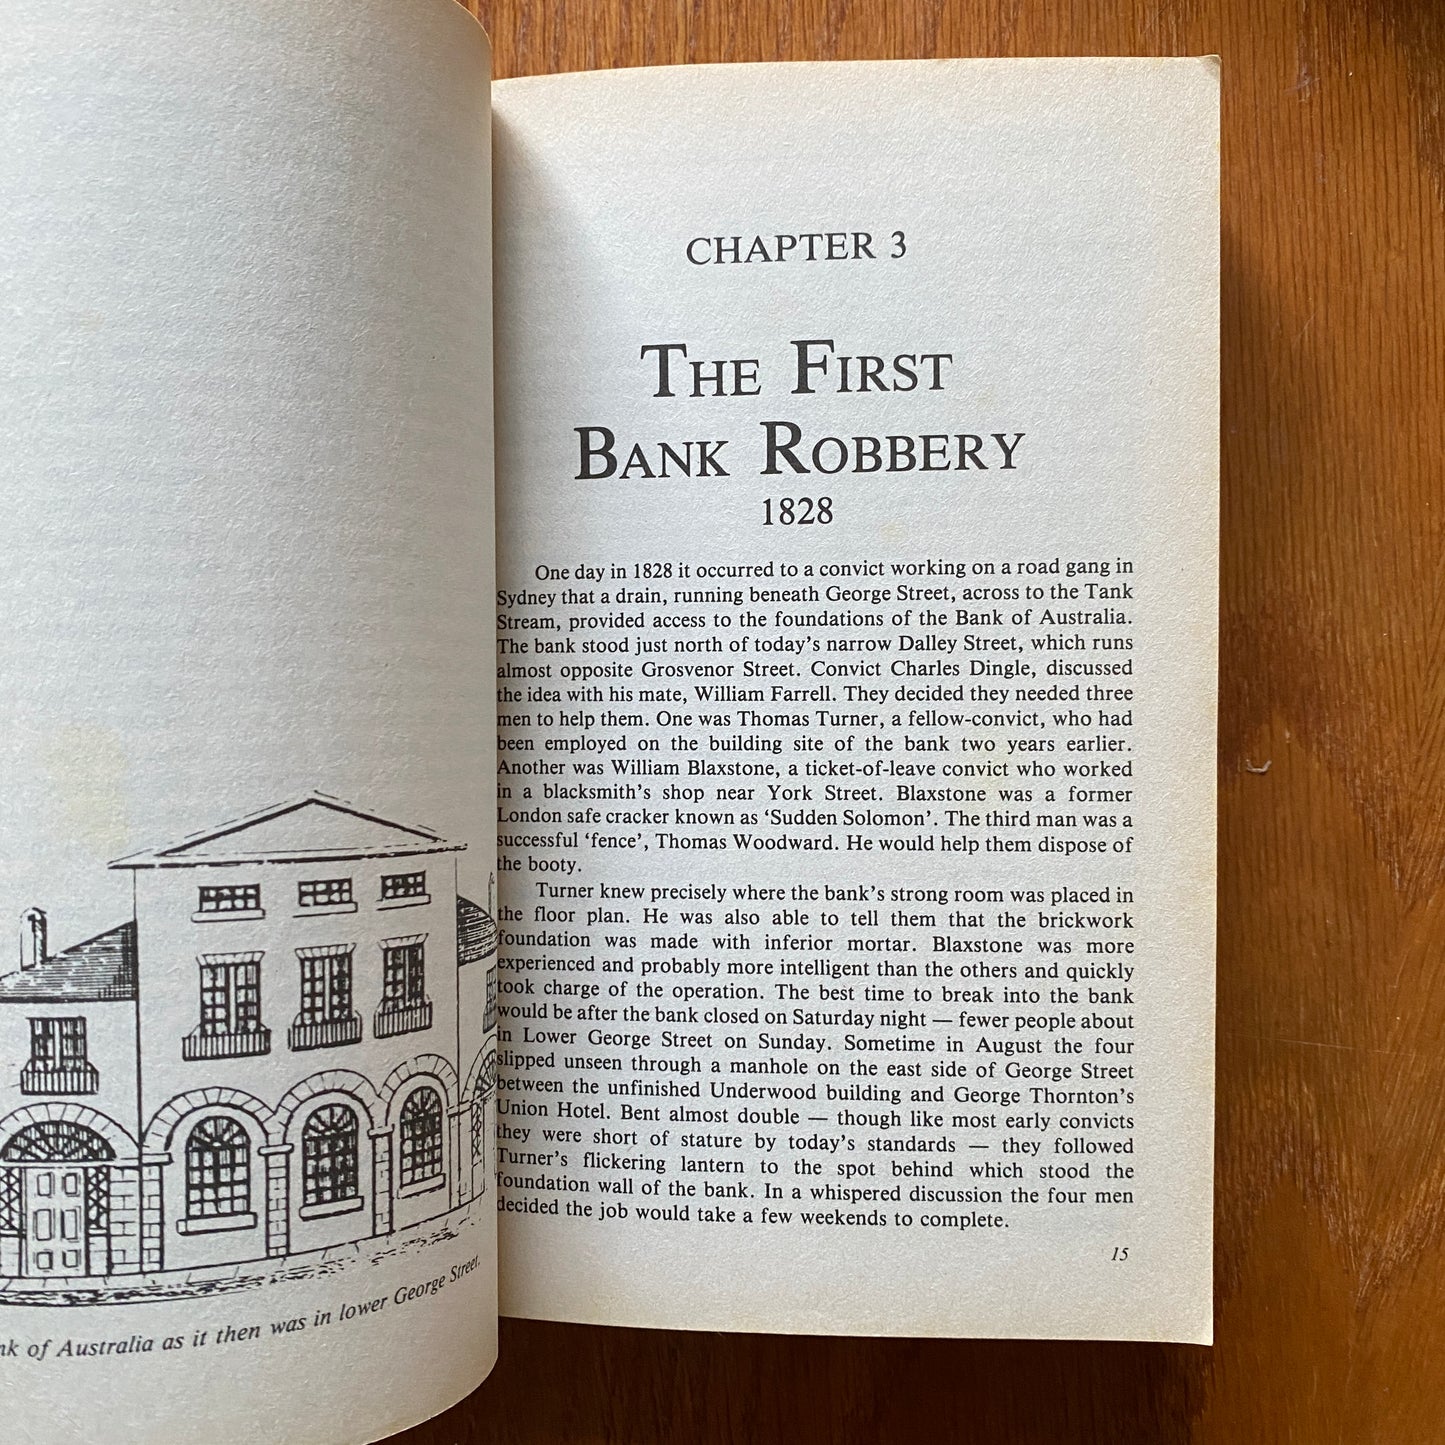 nk of Australia as it then was in lower George Street.
CHAPTER 3
THE FIRST
BANK ROBBERY
1828
One day in 1828 it occurred to a convict working on a road gang in
Sydney that a drain, running beneath George Street, across to the Tank
Stream, provided access to the foundations of the Bank of Australia.
The bank stood just north of today's narrow Dalley Street, which runs
almost opposite Grosvenor Street. Convict Charles Dingle, discussed
the idea with his mate, William Farrell. They decided they needed three
men to help them. One was Thomas Turner, a fellow-convict, who had
been employed on the building site of the bank two years earlier.
Another was William Blaxstone, a ticket-of-leave convict who worked
in a blacksmith's shop near York Street. Blaxstone was a former
London safe cracker known as 'Sudden Solomon'. The third man was a
successful 'fence', Thomas Woodward. He would help them dispose of
the booty.
Turner knew precisely where the bank's strong room was placed in
the floor plan. He was also able to tell them that the brickwork
foundation was made with inferior mortar. Blaxstone was more
experienced and probably more intelligent than the others and quickly
took charge of the operation. The best time to break into the bank
would be after the bank closed on Saturday night — fewer people about
in Lower George Street on Sunday. Sometime in August the four
slipped unseen through a manhole on the east side of George Street
between the unfinished Underwood building and George Thornton's
Union Hotel. Bent almost double — though like most early convicts
they were short of stature by today's standards — they followed
Turner's flickering lantern to the spot behind which stood the
foundation wall of the bank. In a whispered discussion the four men
decided the job would take a few weekends to complete.
15